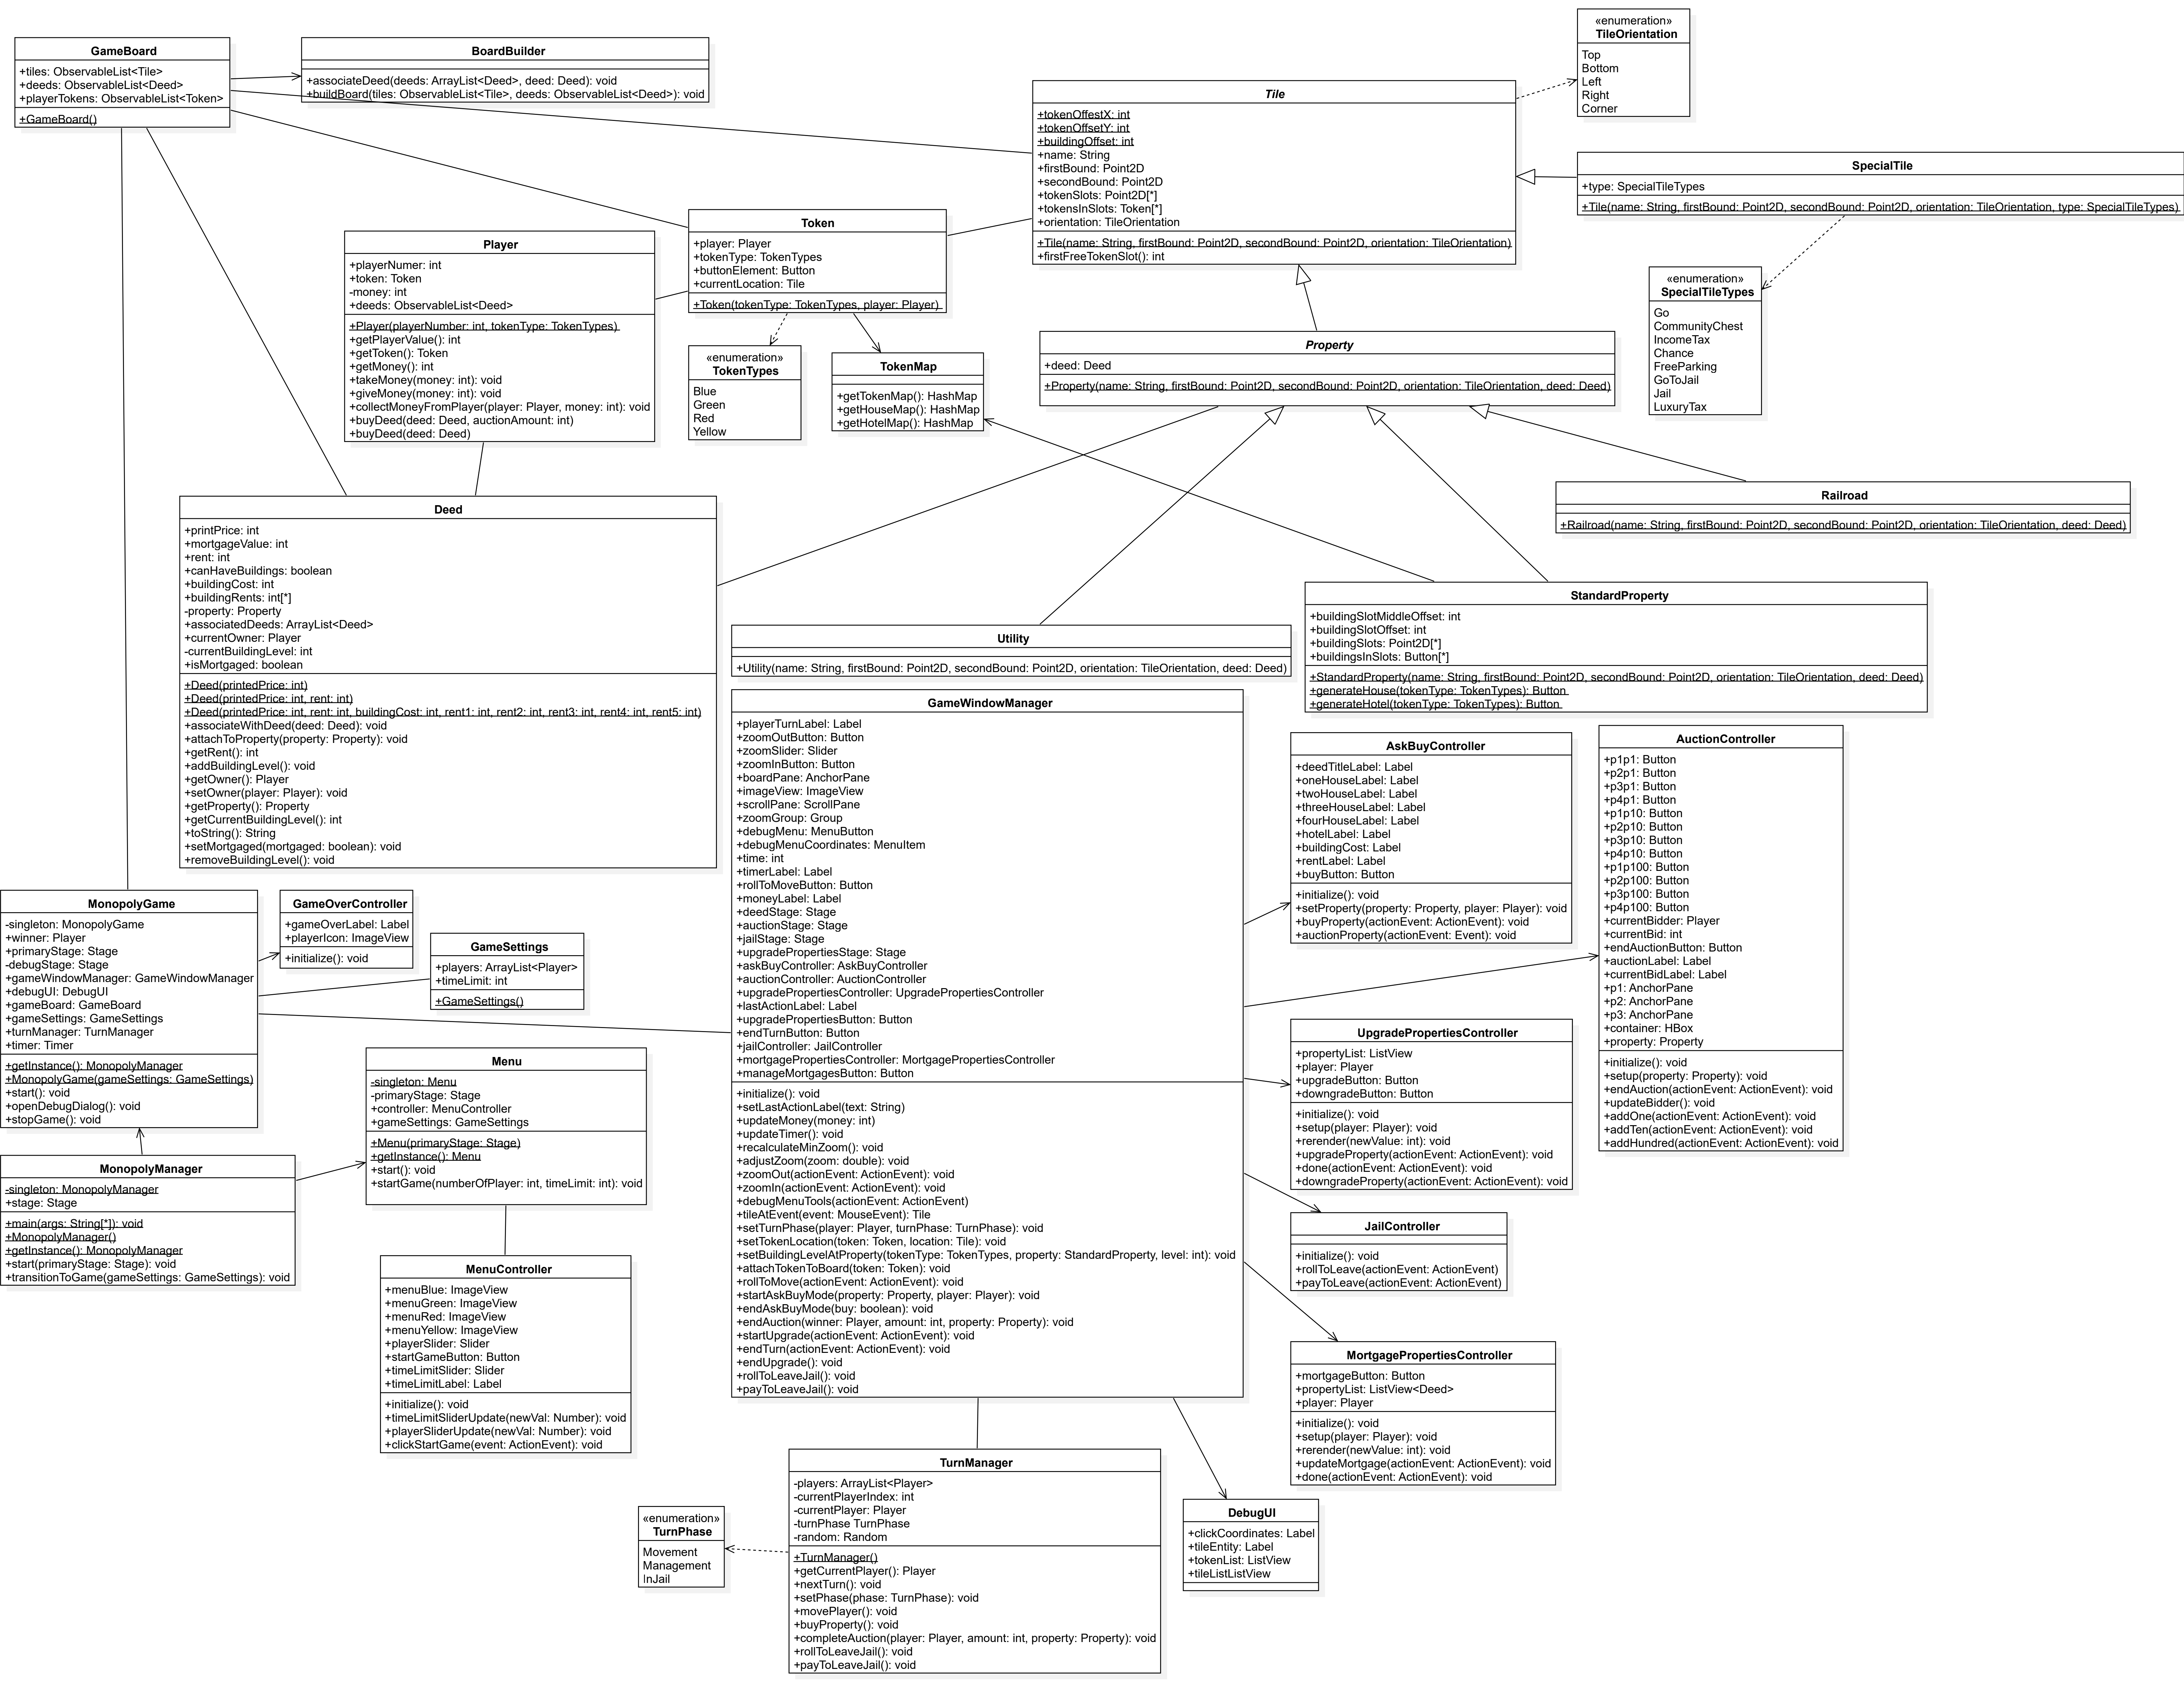 GameBoard
+tiles: ObservableList<Tile>
+deeds: ObservableList<Deed>
+playerTokens: ObservableList<Token>
+GameBoard()
BoardBuilder
+associateDeed(deeds: ArrayList<Deed>, deed: Deed): void
+buildBoard(tiles: ObservableList<Tile>, deeds: ObservableList<Deed>): void
Tile
+tokenOffestX: int
+tokenOffsetY: int
+buildingOffset: int
+name: String
+firstBound: Point2D
+secondBound: Point2D
+tokenSlots: Point2D[*]
+tokensInSlots: Token[*]
+orientation: TileOrientation
+Tile(name: String, firstBound: Point2D, secondBound: Point2D, orientation: TileOrientation)
+firstFreeTokenSlot(): int
«enumeration»
TileOrientation
Top
Bottom
Left
Right
Corner
SpecialTile
+type: SpecialTileTypes
+Tile(name: String, firstBound: Point2D, secondBound: Point2D, orientation: TileOrientation, type: SpecialTileTypes)
«enumeration»
SpecialTileTypes
Go
CommunityChest
IncomeTax
Chance
FreeParking
GoToJail
Jail
LuxuryTax
Player
+playerNumer: int
+token: Token
-money: int
+deeds: ObservableList<Deed>
+Player(playerNumber: int, tokenType: TokenTypes)
+getPlayerValue(): int
+getToken(): Token
+getMoney(): int
+takeMoney(money: int): void
+giveMoney(money: int): void
+collectMoneyFromPlayer(player: Player, money: int): void
+buyDeed(deed: Deed, auctionAmount: int)
+buyDeed(deed: Deed)
Token
+player: Player
+tokenType: TokenTypes
+buttonElement: Button
+currentLocation: Tile
+Token(tokenType: TokenTypes, player: Player)
«enumeration»
TokenTypes
Blue
Green
Red
Yellow
TokenMap
+getTokenMap(): HashMap
+getHouseMap(): HashMap
+getHotelMap(): HashMap
Property
+deed: Deed
+Property(name: String, firstBound: Point2D, secondBound: Point2D, orientation: TileOrientation, deed: Deed)
Railroad
+Railroad(name: String, firstBound: Point2D, secondBound: Point2D, orientation: TileOrientation, deed: Deed)
Deed
+printPrice: int
+mortgageValue: int
+rent: int
+canHaveBuildings: boolean
+buildingCost: int
+buildingRents: int[*]
-property: Property
+associatedDeeds: ArrayList<Deed>
+currentOwner: Player
-currentBuildingLevel: int
+isMortgaged: boolean
+Deed(printedPrice: int)
+Deed(printedPrice: int, rent: int)
+Deed(printedPrice: int, rent: int, buildingCost: int, rent1: int, rent2: int, rent3: int, rent4: int, rent5: int)
+associateWithDeed(deed: Deed): void
+attachToProperty(property: Property): void
+getRent(): int
+addBuildingLevel(): void
+getOwner(): Player
+setOwner(player: Player): void
+getProperty(): Property
+getCurrentBuildingLevel(): int
+toString(): String
+setMortgaged(mortgaged: boolean): void
+removeBuildingLevel(): void
Utility
+Utility(name: String, firstBound: Point2D, secondBound: Point2D, orientation: TileOrientation, deed: Deed)
StandardProperty
+buildingSlotMiddleOffset: int
+buildingSlotOffset: int
+buildingSlots: Point2D[*]
+buildingsInSlots: Button[*]
+StandardProperty(name: String, firstBound: Point2D, secondBound: Point2D, orientation: TileOrientation, deed: Deed)
+generateHouse(tokenType: TokenTypes): Button
+generateHotel(tokenType: TokenTypes): Button
GameWindowManager
+playerTurnLabel: Label
+zoomOutButton: Button
+zoomSlider: Slider
+zoomInButton: Button
+boardPane: AnchorPane
+imageView: ImageView
+scrollPane: ScrollPane
+zoomGroup: Group
+debugMenu: MenuButton
+debugMenuCoordinates: MenuItem
+time: int
+timerLabel: Label
+rollToMoveButton: Button
+moneyLabel: Label
+deedStage: Stage
+auctionStage: Stage
+jailStage: Stage
+upgradePropertiesStage: Stage
+askBuyController: AskBuyController
+auctionController: AuctionController
+upgradePropertiesController: UpgradePropertiesController
+lastActionLabel: Label
+upgradePropertiesButton: Button
+endTurnButton: Button
+jailController: JailController
+mortgagePropertiesController: MortgagePropertiesController
+manageMortgagesButton: Button
+initialize(): void
+setLastActionLabel(text: String)
+updateMoney(money: int)
+updateTimer(): void
+recalculateMinZoom(): void
+adjustZoom(zoom: double): void
+zoomOut(actionEvent: ActionEvent): void
+zoomIn(actionEvent: ActionEvent): void
+debugMenuTools(actionEvent: ActionEvent)
+tileAtEvent(event: MouseEvent): Tile
+setTurnPhase(player: Player, turnPhase: TurnPhase): void
+setTokenLocation(token: Token, location: Tile): void
+setBuildingLevelAtProperty(tokenType: TokenTypes, property: StandardProperty, level: int): void
+attachTokenToBoard(token: Token): void
+rollToMove(actionEvent: ActionEvent): void
+startAskBuyMode(property: Property, player: Player): void
+endAskBuyMode(buy: boolean): void
+endAuction(winner: Player, amount: int, property: Property): void
+startUpgrade(actionEvent: ActionEvent): void
+endTurn(actionEvent: ActionEvent): void
+endUpgrade(): void
+rollToLeaveJail(): void
+payToLeaveJail(): void
AskBuyController
+deedTitleLabel: Label
+oneHouseLabel: Label
+twoHouseLabel: Label
+threeHouseLabel: Label
+fourHouseLabel: Label
+hotelLabel: Label
+buildingCost: Label
+rentLabel: Label
+buyButton: Button
+initialize(): void
+setProperty(property: Property, player: Player): void
+buyProperty(actionEvent: ActionEvent): void
+auctionProperty(actionEvent: Event): void
AuctionController
+p1p1: Button
+p2p1: Button
+p3p1: Button
+p4p1: Button
+p1p10: Button
+p2p10: Button
+p3p10: Button
+p4p10: Button
+p1p100: Button
+p2p100: Button
+p3p100: Button
+p4p100: Button
+currentBidder: Player
+currentBid: int
+endAuctionButton: Button
+auctionLabel: Label
+currentBidLabel: Label
+p1: AnchorPane
+p2: AnchorPane
+p3: AnchorPane
+container: HBox
+property: Property
+initialize(): void
+setup(property: Property): void
+endAuction(actionEvent: ActionEvent): void
+updateBidder(): void
+addOne(actionEvent: ActionEvent): void
+addTen(actionEvent: ActionEvent): void
+addHundred(actionEvent: ActionEvent): void
MonopolyGame
-singleton: MonopolyGame
+winner: Player
+primaryStage: Stage
-debugStage: Stage
+gameWindowManager: GameWindowManager
+debugUI: DebugUI
+gameBoard: GameBoard
+gameSettings: GameSettings
+turnManager: TurnManager
+timer: Timer
+getInstance(): MonopolyManager
+MonopolyGame(gameSettings: GameSettings)
+start(): void
+openDebugDialog(): void
+stopGame(): void
GameOverController
+gameOverLabel: Label
+playerIcon: ImageView
+initialize(): void
GameSettings
+players: ArrayList<Player>
+timeLimit: int
+GameSettings()
UpgradePropertiesController
+propertyList: ListView
+player: Player
+upgradeButton: Button
+downgradeButton: Button
+initialize(): void
+setup(player: Player): void
+rerender(newValue: int): void
+upgradeProperty(actionEvent: ActionEvent): void
+done(actionEvent: ActionEvent): void
+downgradeProperty(actionEvent: ActionEvent): void
Menu
-singleton: Menu
-primaryStage: Stage
+controller: MenuController
+gameSettings: GameSettings
+Menu(primaryStage: Stage)
+getInstance: Menu
+start(): void
+startGame(numberOfPlayer: int, timeLimit: int): void
MonopolyManager
-singleton: MonopolyManager
+stage: Stage
+main(args: String[*]): void
+MonopolyManager()
+getInstance(): MonopolyManager
+start(primaryStage: Stage): void
+transitionToGame(gameSettings: GameSettings): void
MenuController
+menuBlue: ImageView
+menuGreen: ImageView
+menuRed: ImageView
+menuYellow: ImageView
+playerSlider: Slider
+startGameButton: Button
+timeLimitSlider: Slider
+timeLimitLabel: Label
+initialize(): void
+timeLimitSliderUpdate(newVal: Number): void
+playerSliderUpdate(newVal: Number): void
+clickStartGame(event: ActionEvent): void
JailController
+initialize(): void
+rollToLeave(actionEvent: ActionEvent)
+payToLeave(actionEvent: ActionEvent)
MortgagePropertiesController
+mortgageButton: Button
+propertyList: ListView<Deed>
+player: Player
+initialize(): void
+setup(player: Player): void
+rerender(newValue: int): void
+updateMortgage(actionEvent: ActionEvent): void
+done(actionEvent: ActionEvent): void
TurnManager
-players: ArrayList<Player>
-currentPlayerIndex: int
-currentPlayer: Player
-turnPhase TurnPhase
-random: Random
+TurnManager()
+getCurrentPlayer(): Player
+nextTurn(): void
+setPhase(phase: TurnPhase): void
+movePlayer(): void
+buyProperty(): void
+completeAuction(player: Player, amount: int, property: Property): void
+rollToLeaveJail(): void
+payToLeaveJail(): void
«enumeration»
TurnPhase
Movement
Management
InJail
DebugUI
+clickCoordinates: Label
+tileEntity: Label
+tokenList: ListView
+tileListListView